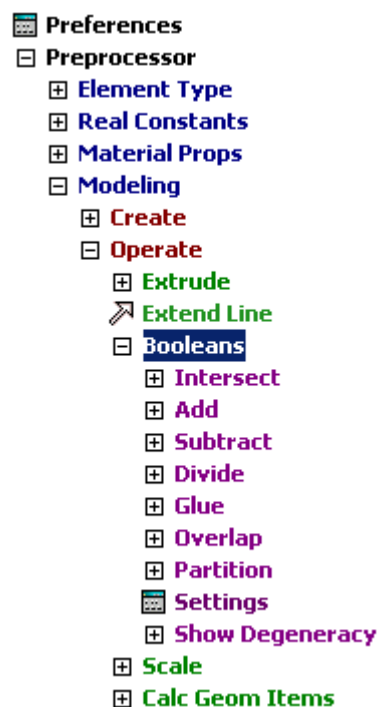 Preferences
Preprocessor
Element Type
Real Constants
Material Props
Modeling
Create
Operate
Extrude
Extend Line
Booleans
Intersect
Add
Subtract
Divide
Glue
Overlap
Partition
Settings
Show Degeneracy
Scale
Calc Geom Items